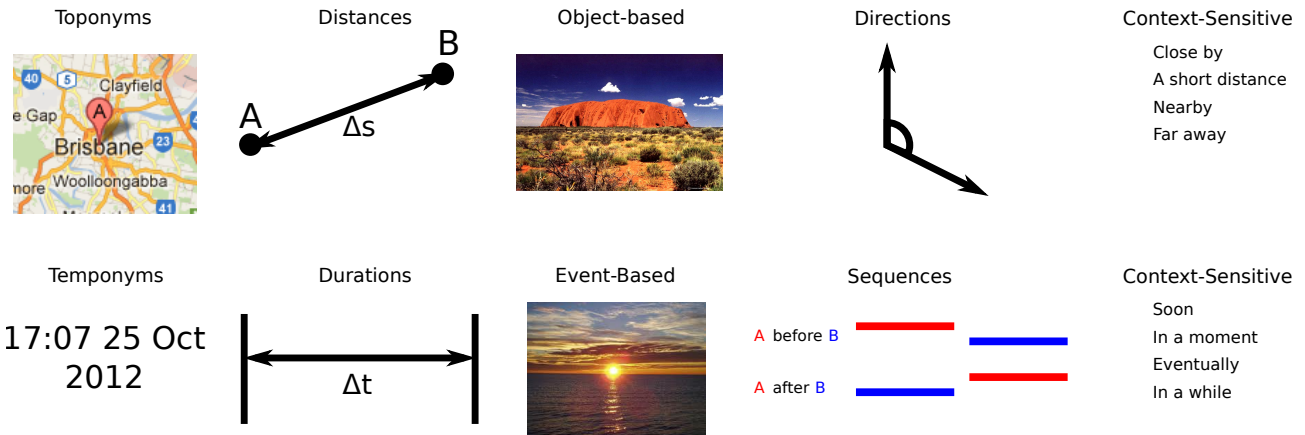 Toponyms
Distances
Object-based
Directions
Context-Sensitive
40
5
Clayfield
e Gap
A
Brisbane
23
Woolloongabba
more
41
A
B
Δs
Close by
A short distance
Nearby
Far away
Temponyms
Durations
Event-Based
Sequences
Context-Sensitive
17:07 25 Oct
2012
Δt
A before B
A after B
Soon
In a moment
Eventually
In a while